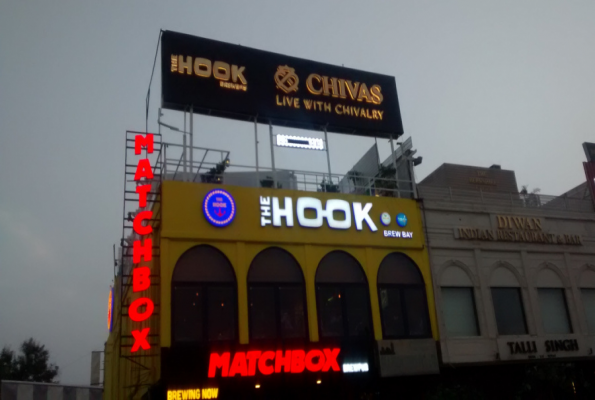 THE HOOK
CHIVAS
LIVE WITH CHIVALRY
THE HOOK
BREW BAY
MATCHBOX
MATCHBOX
BREWPUB
BREWING NOW
DIWAN
INDIAN RESTAURANT & BAR
TALLI SINGH